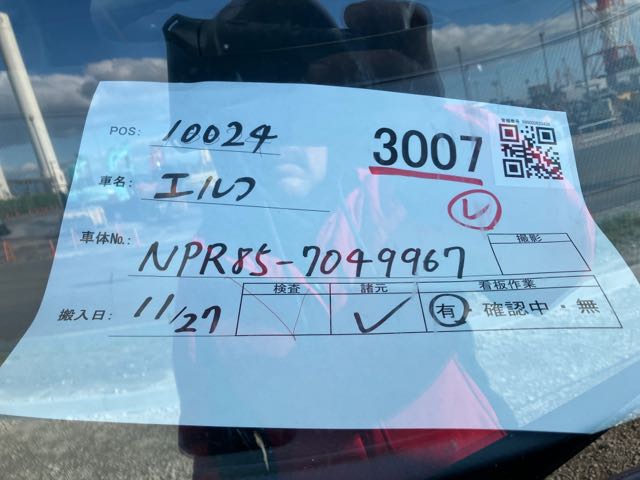 POS: 10024
3007
車名: エルフ
レ
車体No.: NPR85-7049967
撮影
搬入日: 11/27
検査 諸元 看板作業
有・確認中・無